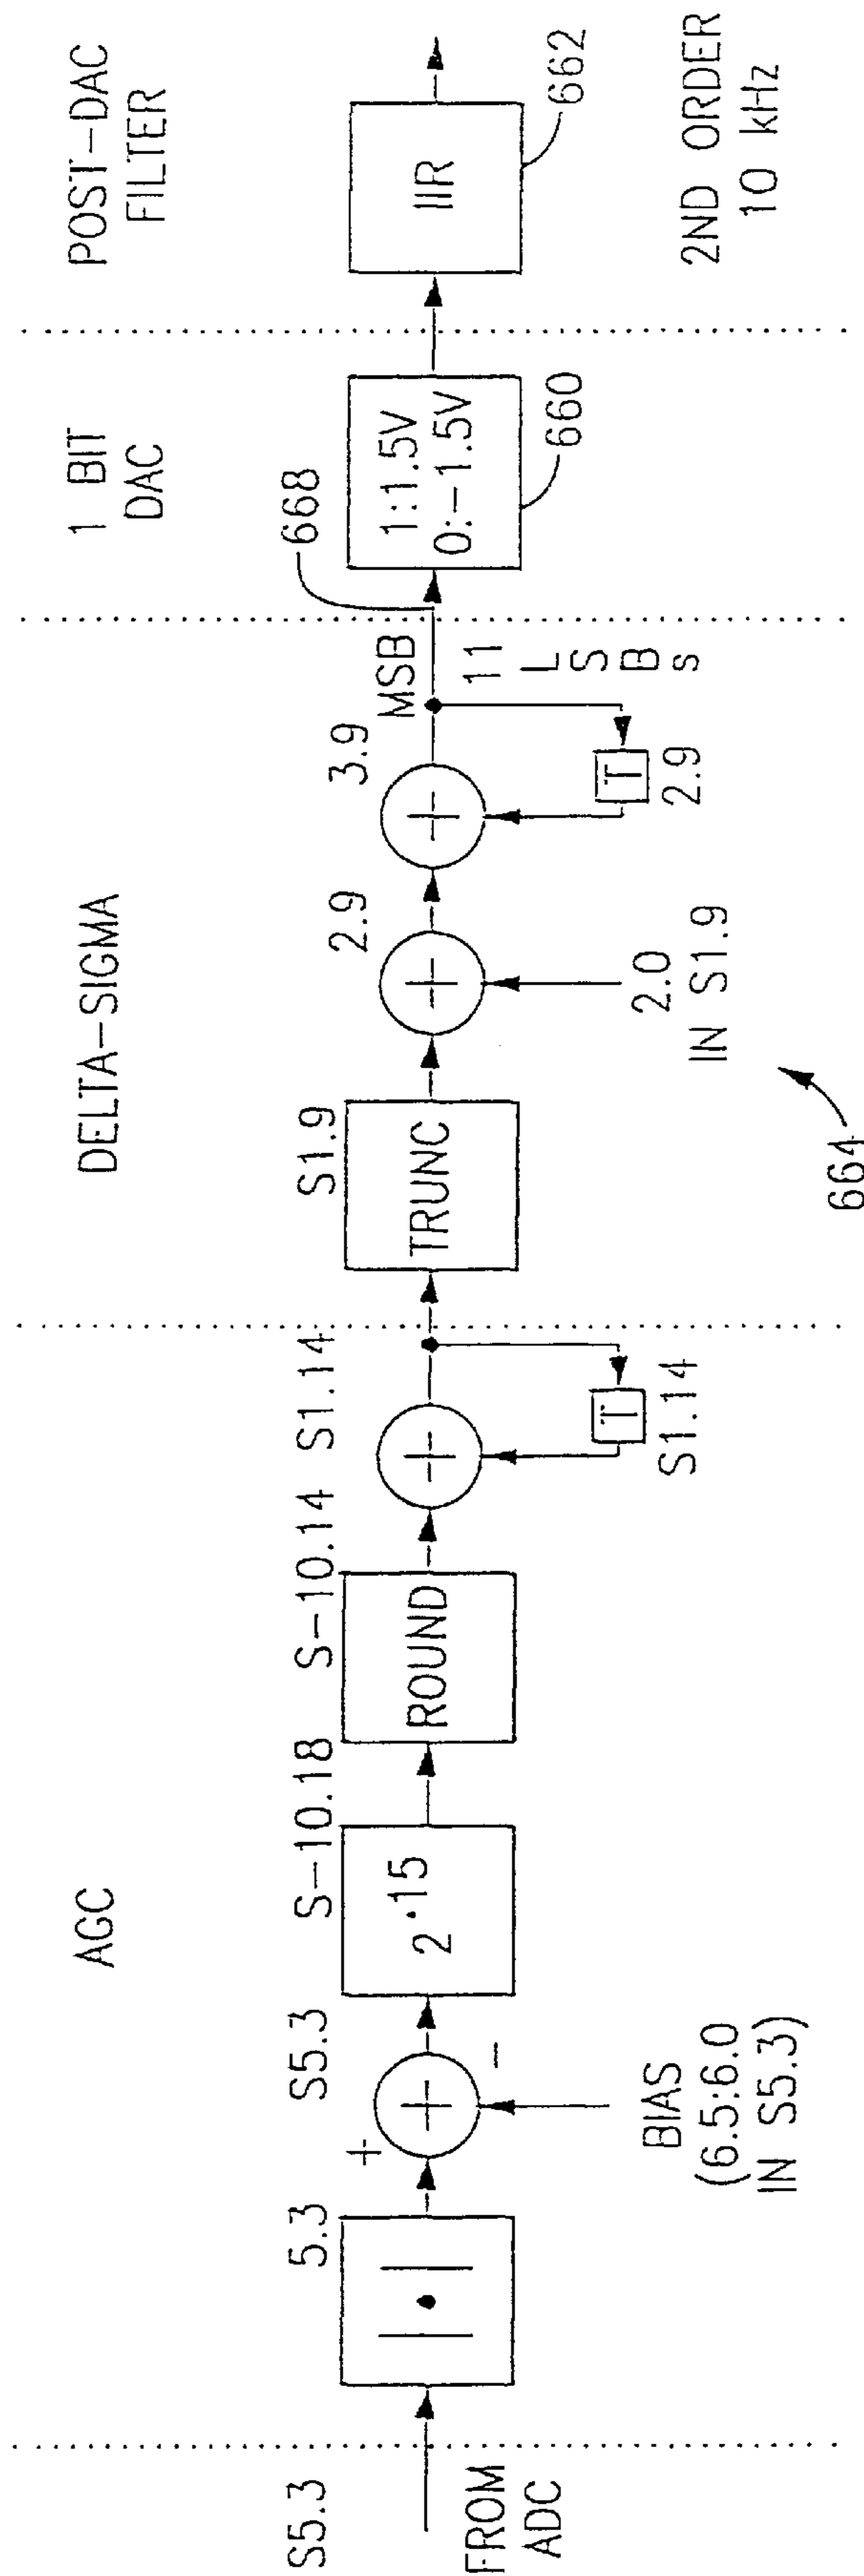 S5.3
FROM
ADC
AGC
5.3
|•|
+
S5.3
+
−
BIAS
(6.5:6.0
IN S5.3)
S−10.18
2·15
S−10.14
ROUND
S1.14
+
T
S1.14
DELTA−SIGMA
S1.9
TRUNC
2.9
+
2.0
IN S1.9
3.9
+
MSB
11
L
S
B
s
T
2.9
664
668
1 BIT
DAC
1:1.5V
0:−1.5V
660
POST−DAC
FILTER
IIR
662
2ND ORDER
10 kHz